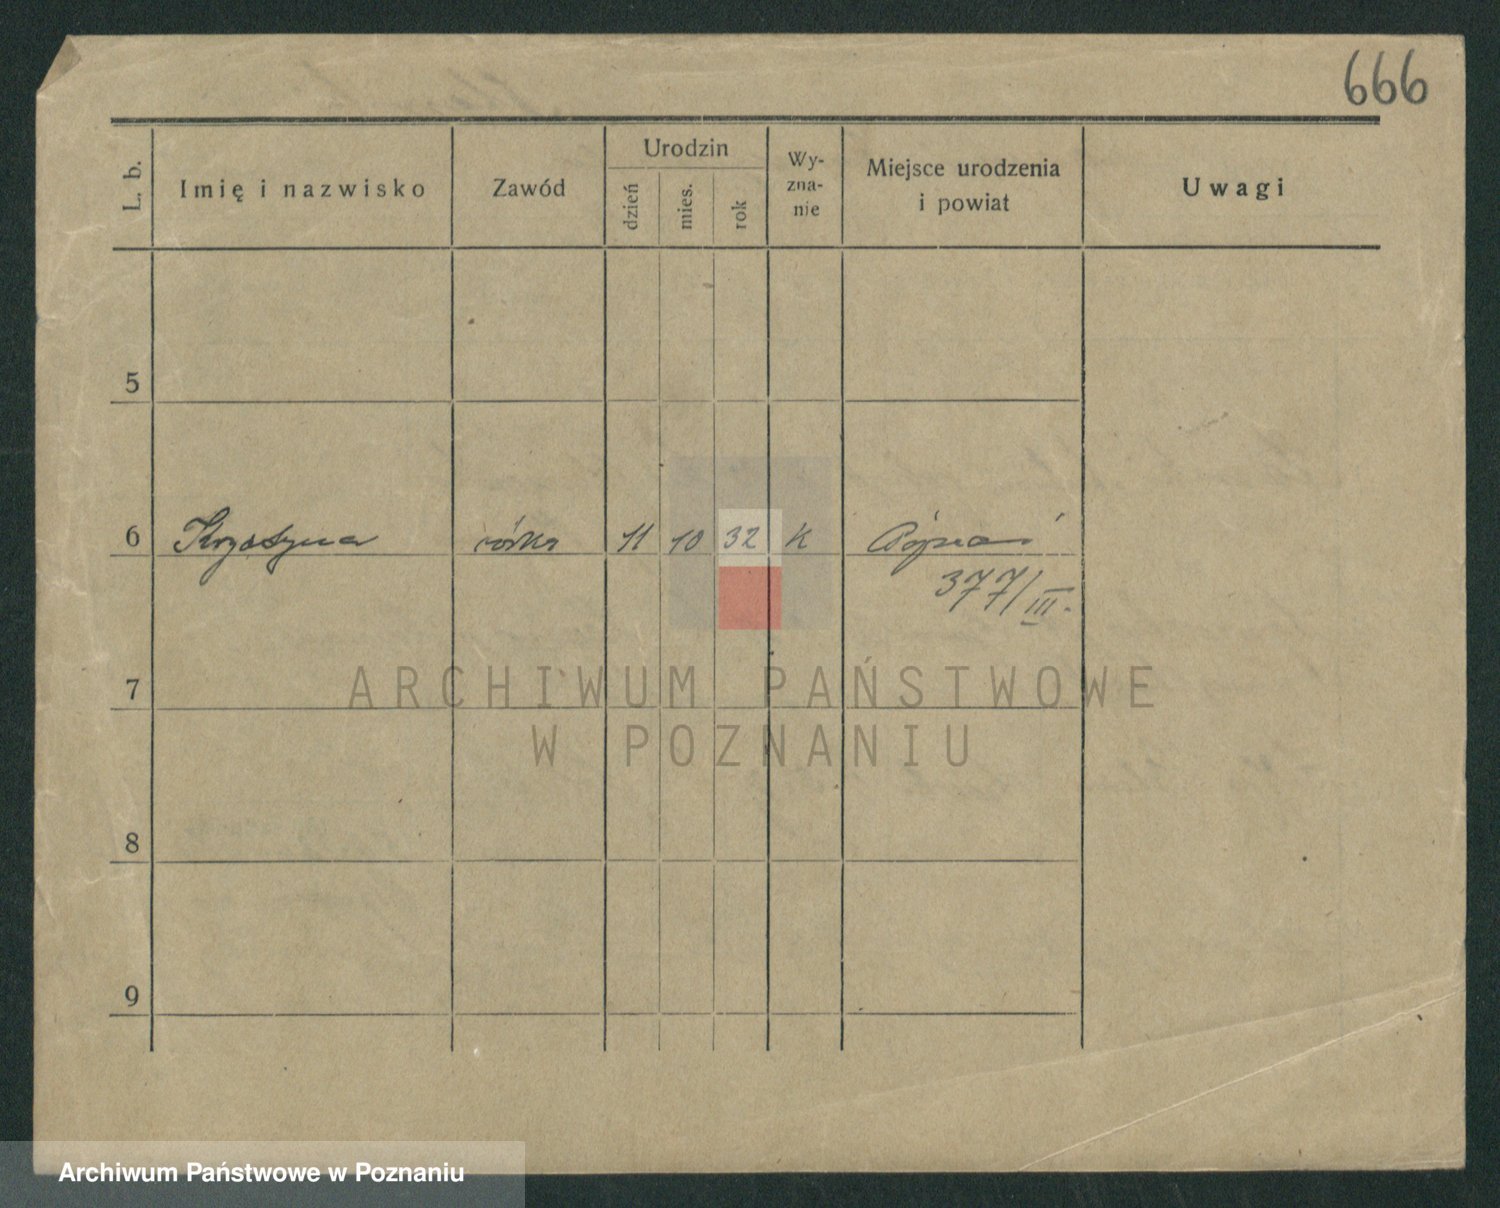 666
L. b.
Imię i nazwisko
Zawód
Urodzin
dzień
mies.
rok
Wy-
zna-
nie
Miejsce urodzenia
i powiat
Uwagi
5
6 Krystyna córka 11 10 32 K Poznań
377/III.
7
8
9
ARCHIWUM PAŃSTWOWE
W POZNANIU
Archiwum Państwowe w Poznaniu